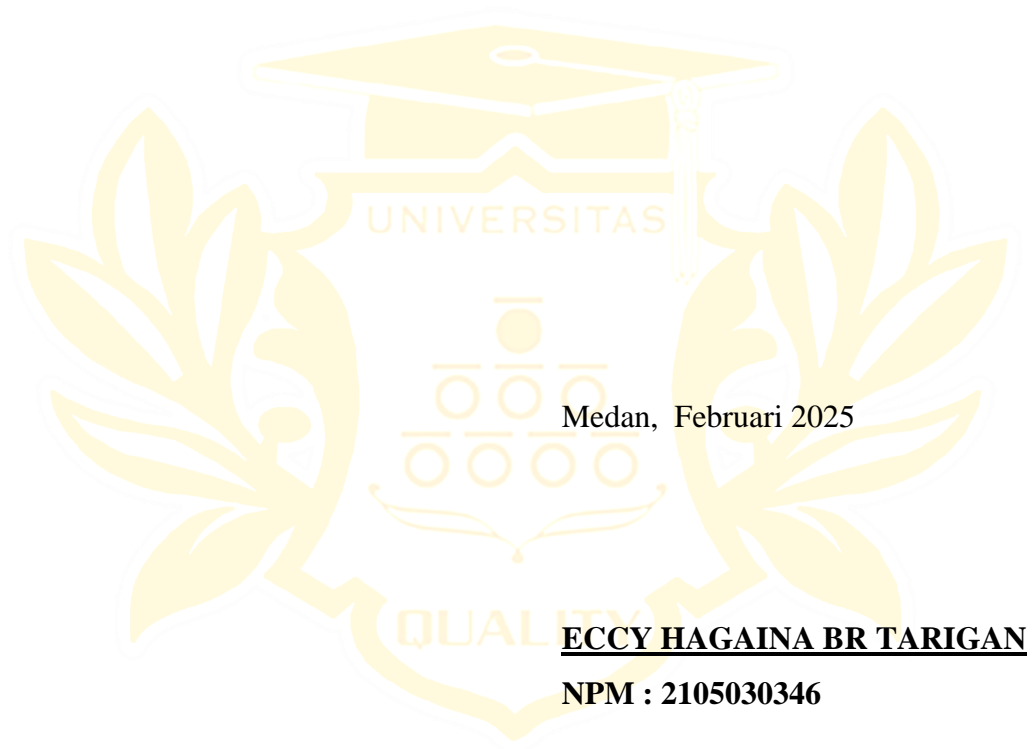 UNIVERSITAS
Medan,  Februari 2025
QUALITY
ECCY HAGAINA BR TARIGAN
NPM : 2105030346